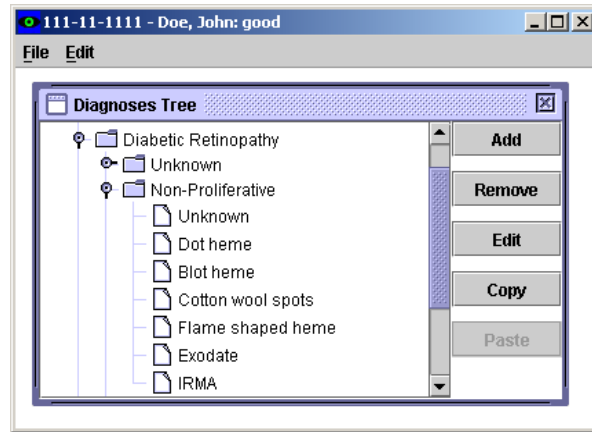 111-11-1111 - Doe, John: good
File Edit
Diagnoses Tree
Diabetic Retinopathy
Unknown
Non-Proliferative
Unknown
Dot heme
Blot heme
Cotton wool spots
Flame shaped heme
Exodate
IRMA
Add
Remove
Edit
Copy
Paste